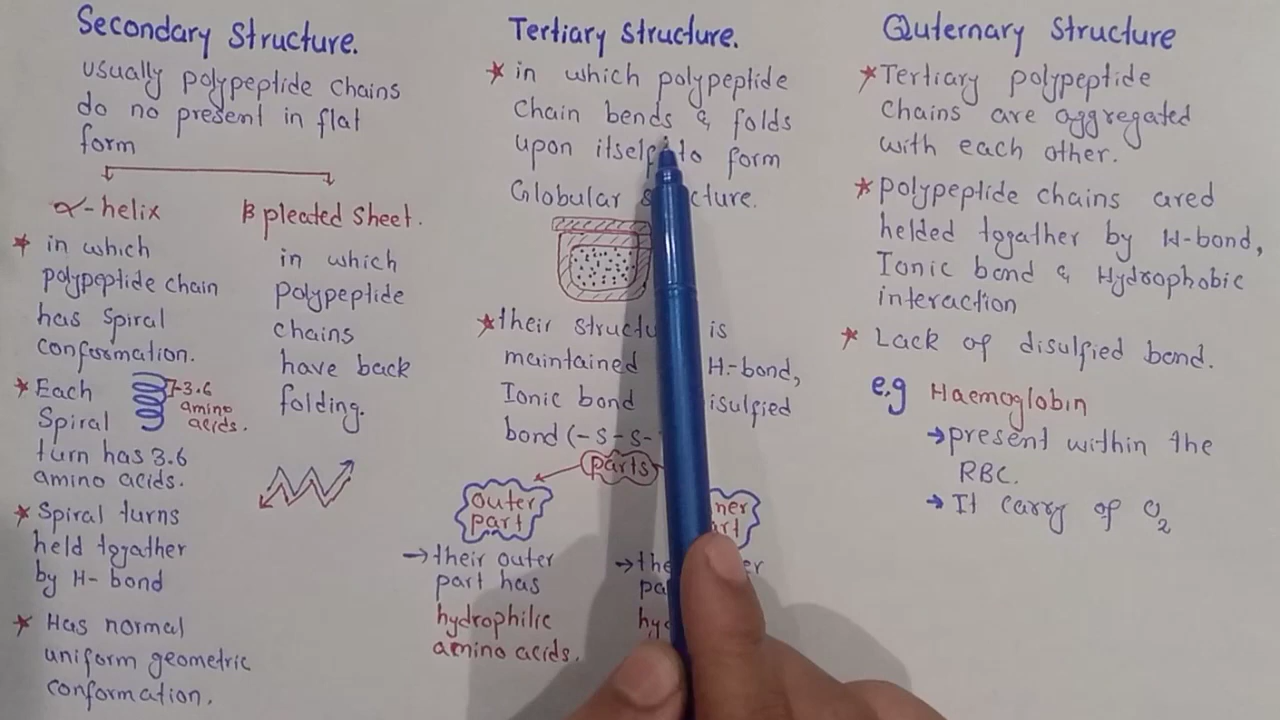 Secondary Structure.
usually polypeptide chains
do no present in flat
form
α-helix
* in which
polypeptide chain
has spiral
conformation.
* Each
Spiral
turn has 3.6
amino acids.
3.6
amino
acids.
* Spiral turns
held togather
by H-bond
* Has normal
uniform geometric
conformation.
β pleated sheet.
in which
polypeptide
chains
have back
folding.
Tertiary Structure.
* in which polypeptide
chain bends & folds
upon itself to form
Globular
* their is
maintained H-bond,
Ionic bond
bond (-S-S-
parts
outer
part
→ their outer
part has
hydrophilic
amino acids.
Quternary Structure
* Tertiary polypeptide
chains are aggregated
with each other.
* polypeptide chains ared
helded togather by H-bond,
Ionic bond & Hydrophobic
interaction
* Lack of disulfied bond.
e.g Haemoglobin
→ present within the
RBC.
→ It carry of O2